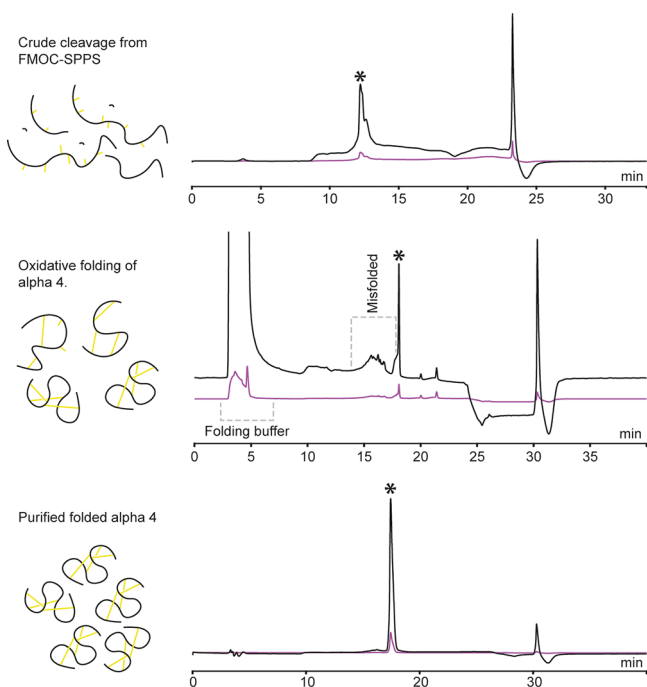 Crude cleavage from
FMOC-SPPS
*
min
0 5 10 15 20 25 30
Oxidative folding of
alpha 4.
Misfolded
*
Folding buffer
min
0 5 10 15 20 25 30 35
Purified folded alpha 4
*
min
0 10 20 30 40